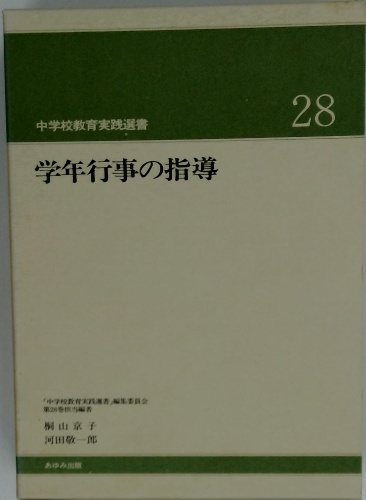 中学校教育実践選書
28
学年行事の指導
「中学校教育実践選書」編集委員会
第28巻担当編者
桐山京子
河田敬一郎
あゆみ出版